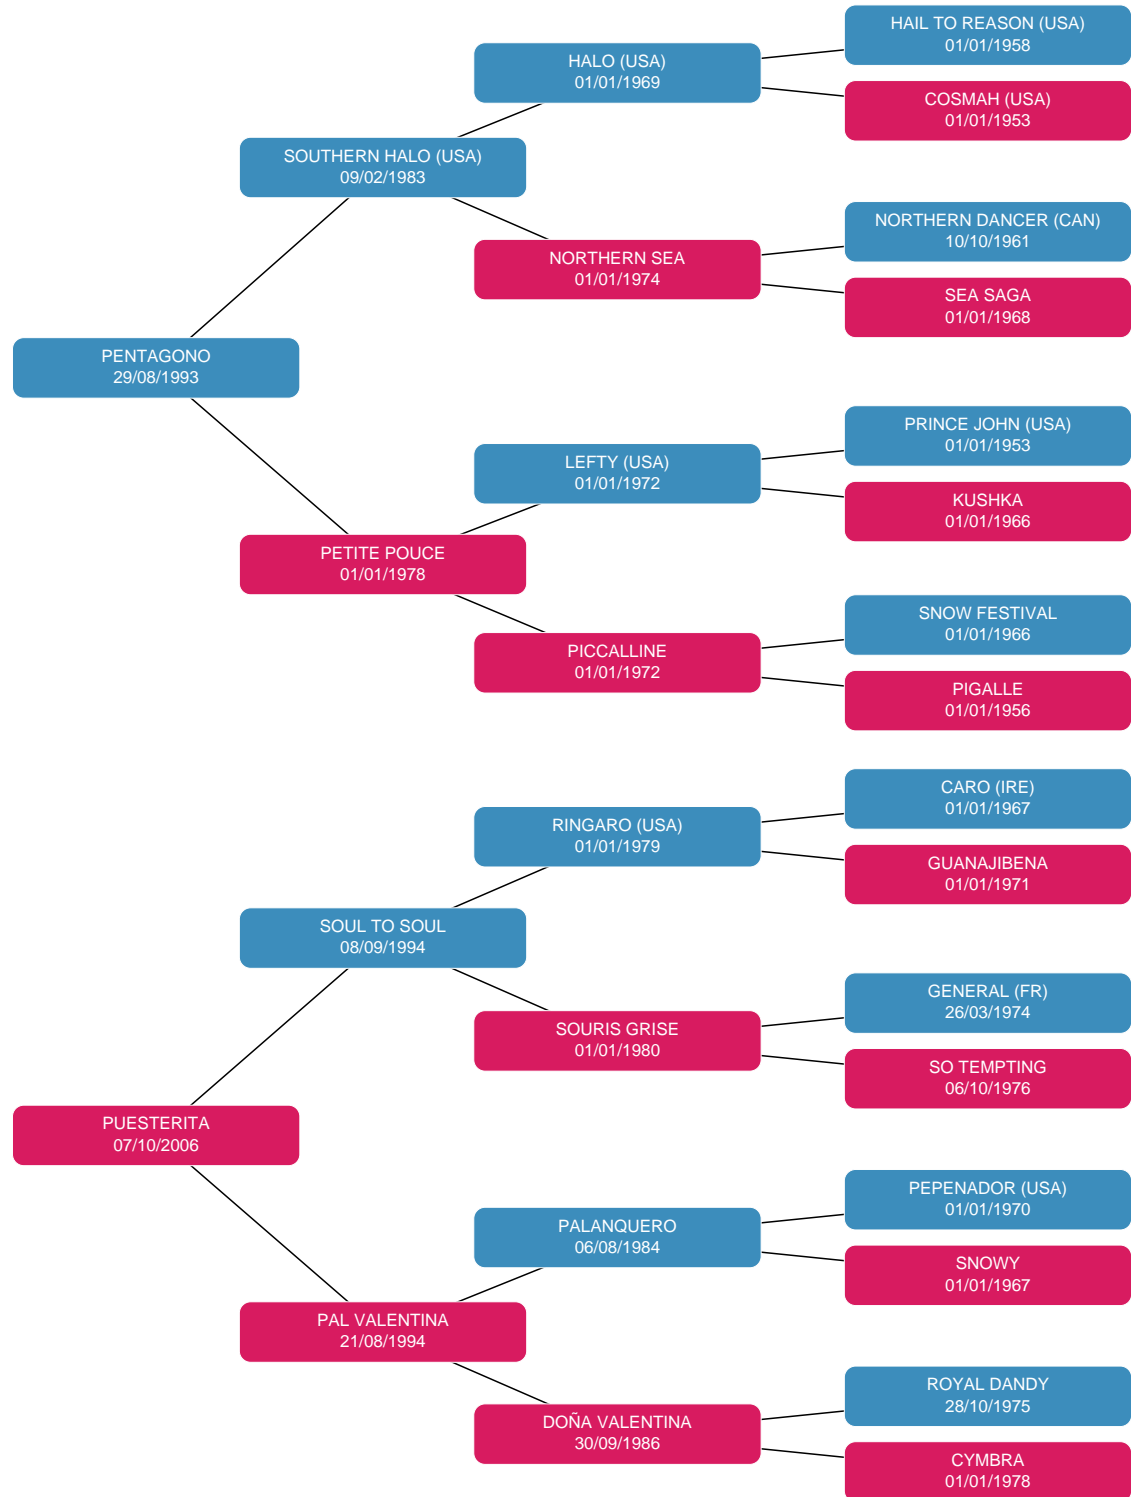 HAIL TO REASON (USA)
01/01/1958
HALO (USA)
01/01/1969
COSMAH (USA)
01/01/1953
SOUTHERN HALO (USA)
09/02/1983
NORTHERN DANCER (CAN)
10/10/1961
NORTHERN SEA
01/01/1974
SEA SAGA
01/01/1968
PENTAGONO
29/08/1993
PRINCE JOHN (USA)
01/01/1953
LEFTY (USA)
01/01/1972
KUSHKA
01/01/1966
PETITE POUCE
01/01/1978
SNOW FESTIVAL
01/01/1966
PICCALLINE
01/01/1972
PIGALLE
01/01/1956
CARO (IRE)
01/01/1967
RINGARO (USA)
01/01/1979
GUANAJIBENA
01/01/1971
SOUL TO SOUL
08/09/1994
GENERAL (FR)
26/03/1974
SOURIS GRISE
01/01/1980
SO TEMPTING
06/10/1976
PUESTERITA
07/10/2006
PEPENADOR (USA)
01/01/1970
PALANQUERO
06/08/1984
SNOWY
01/01/1967
PAL VALENTINA
21/08/1994
ROYAL DANDY
28/10/1975
DOÑA VALENTINA
30/09/1986
CYMBRA
01/01/1978